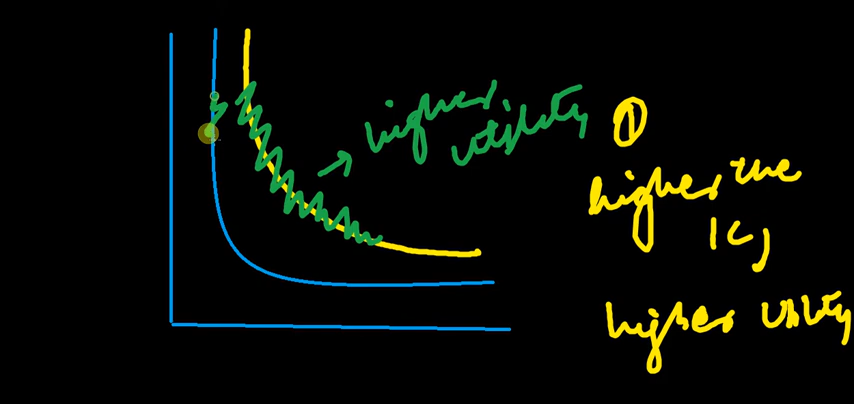 higher
utility
①
higher the
IC,
higher utility